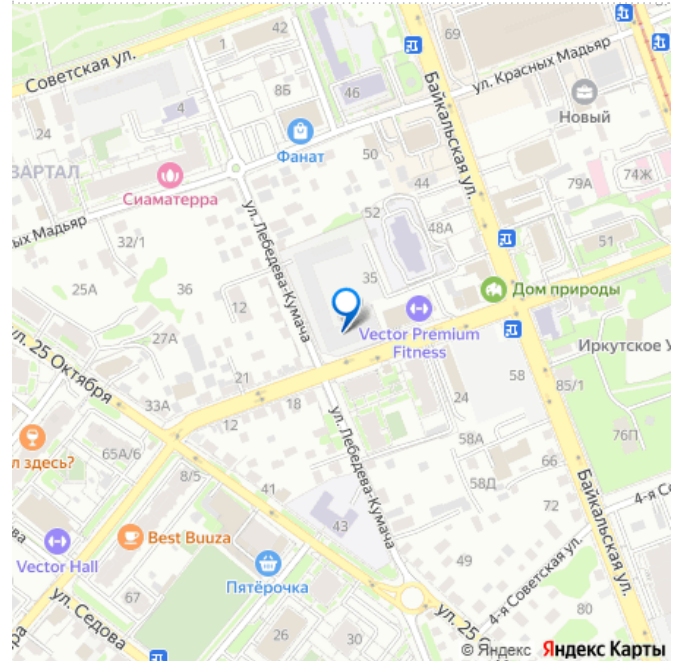 42
69
1
Советская ул.
8Б
46
ул. Красных Мадьяр
4
Новый
24
Фанат
Байкальская ул.
50
ВАРТАЛ
Сиаматерра
44
79А
74Ж
52
48А
ых Мадьяр
32/1
ул. Лебедева-Кумача
51
25А
36
35
12
Дом природы
Vector Premium
Fitness
27А
Иркутское У
ул. 25 Октября
21
58
85/1
33А
18
24
12
ул. Лебедева-Кумача
58А
76П
л здесь?
65А/6
66
8/5
41
58Д
4-я Со
Байкальская ул.
72
43
Best Buuza
Vector Hall
49
4-я Советская ул.
Пятёрочка
67
ул. Седова
80
ул. 25 О
26
30
© Яндекс Яндекс Карты